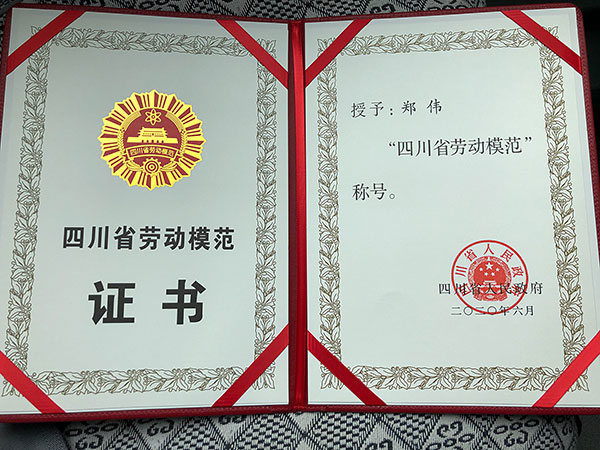 四川省劳动模范
四川省劳动模范
证书
授予：郑伟
“四川省劳动模范”
称号。
四川省人民政府
四川省人民政府
二〇二〇年六月